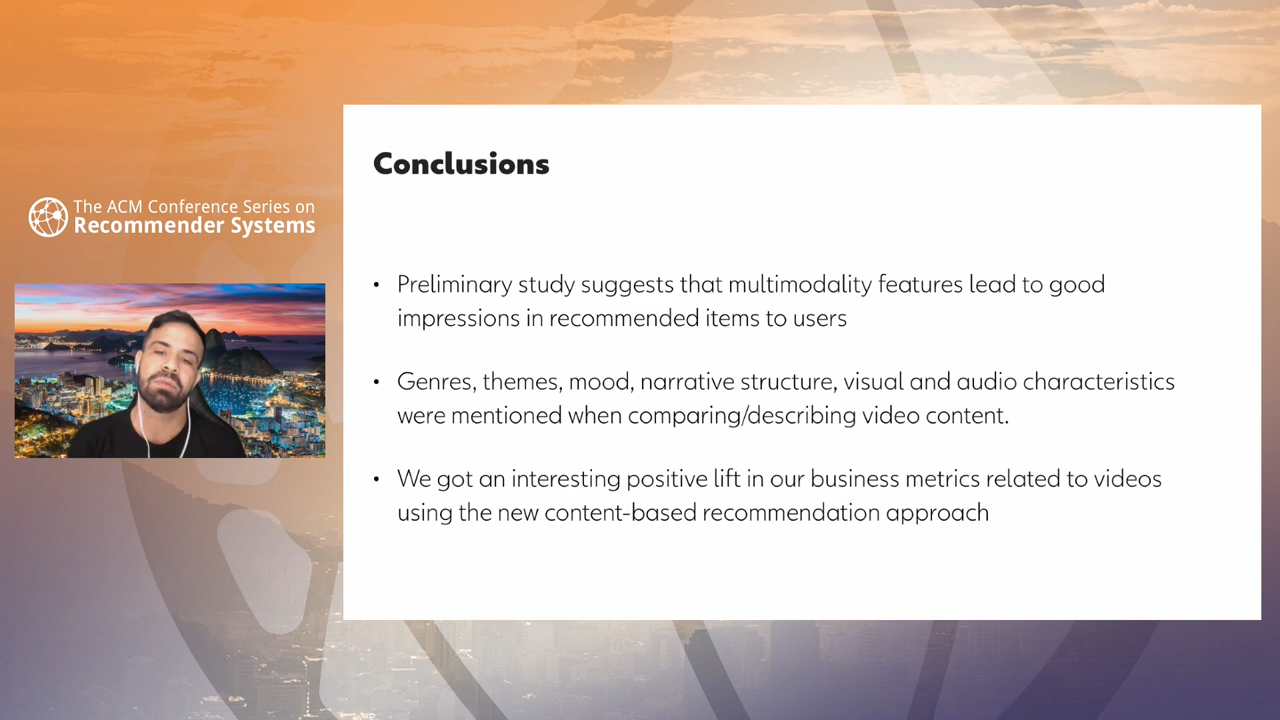 The ACM Conference Series on
Recommender Systems
Conclusions
• Preliminary study suggests that multimodality features lead to good
impressions in recommended items to users
• Genres, themes, mood, narrative structure, visual and audio characteristics
were mentioned when comparing/describing video content.
• We got an interesting positive lift in our business metrics related to videos
using the new content-based recommendation approach